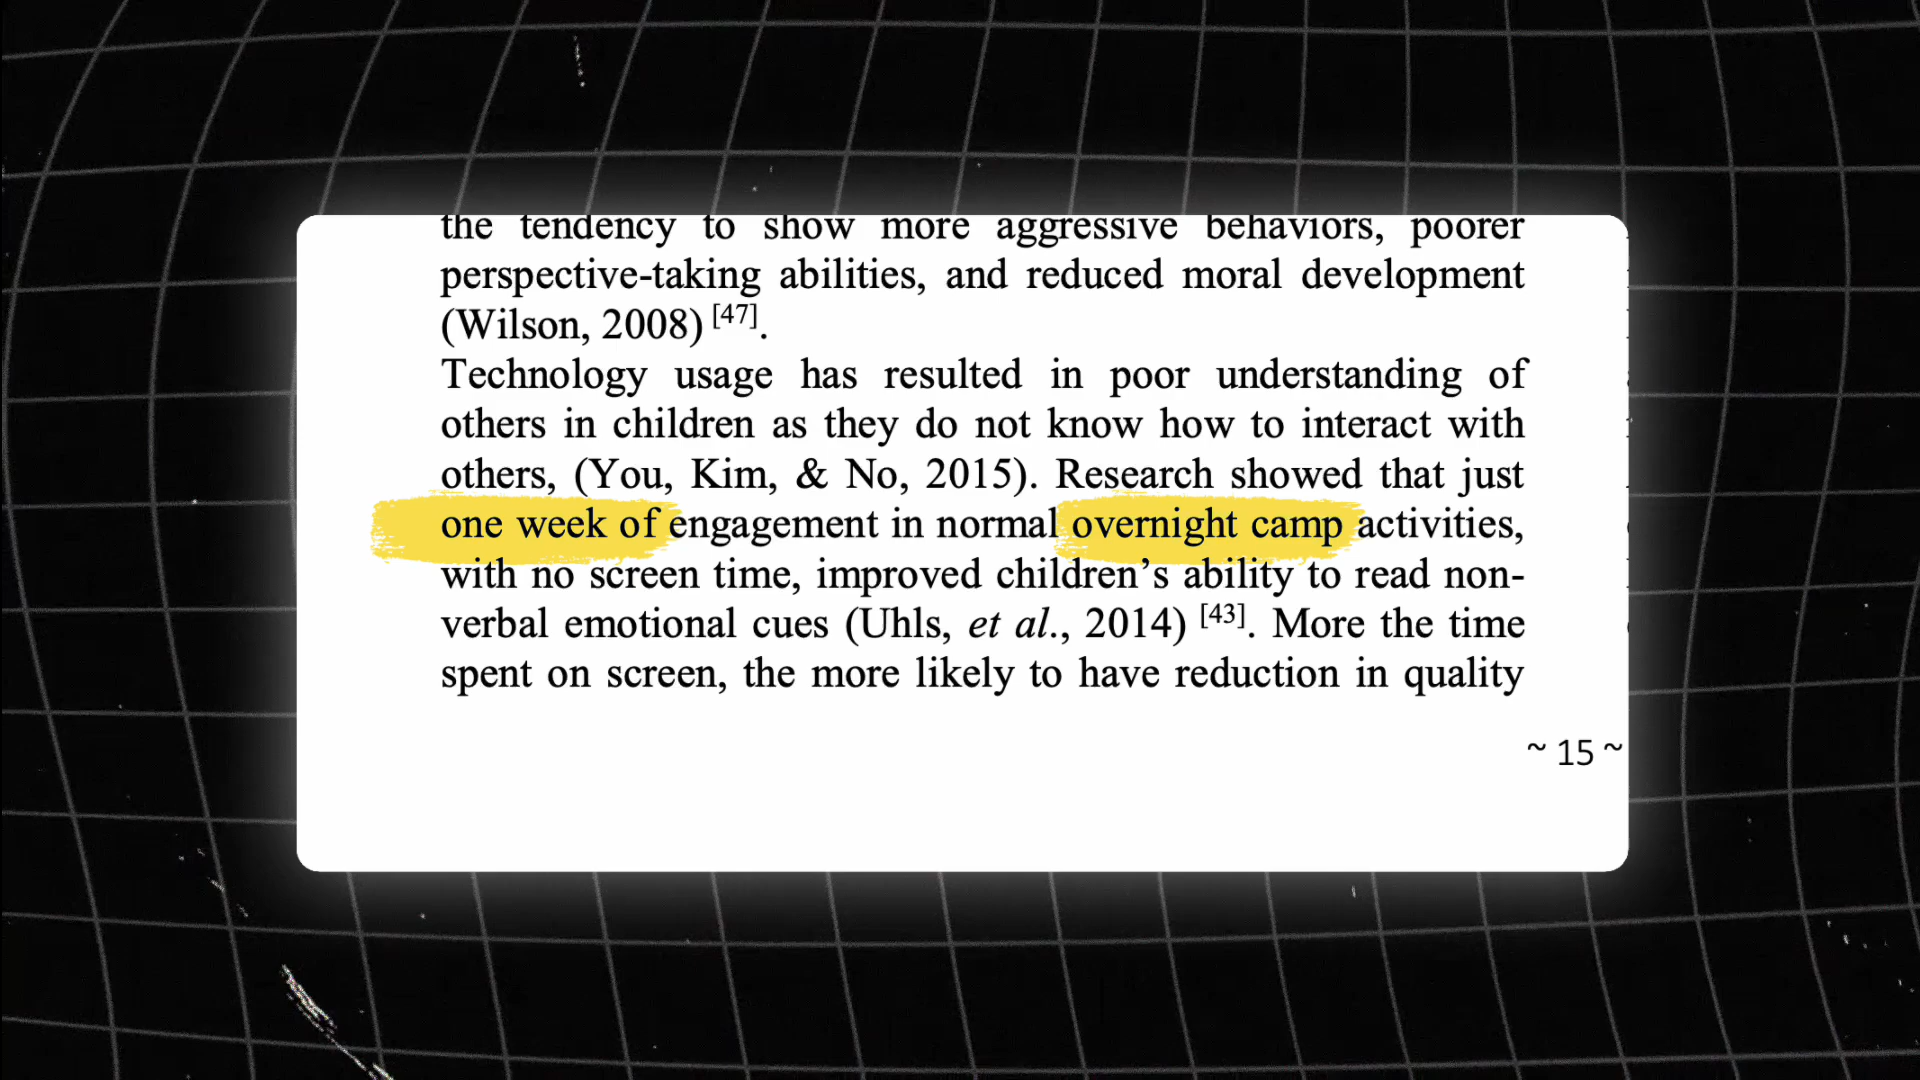 the tendency to show more aggressive behaviors, poorer
perspective-taking abilities, and reduced moral development
(Wilson, 2008) [47].
Technology usage has resulted in poor understanding of
others in children as they do not know how to interact with
others, (You, Kim, & No, 2015). Research showed that just
one week of engagement in normal overnight camp activities,
with no screen time, improved children’s ability to read non-
verbal emotional cues (Uhls, et al., 2014) [43]. More the time
spent on screen, the more likely to have reduction in quality
~ 15 ~